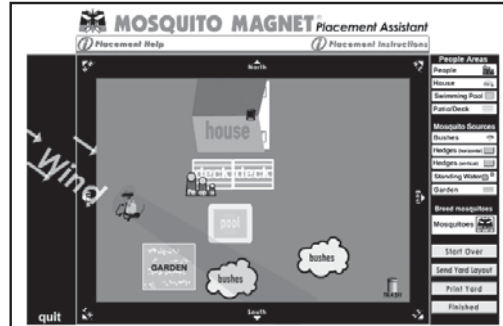 MOSQUITO MAGNET® Placement Assistant
Placement Help
Placement Instructions
North
People Areas
People
House
Swimming Pool
Patio/Deck
Mosquito Sources
Bushes
Hedges (horizontal)
Hedges (vertical)
Standing Water
Garden
Breed mosquitoes
Mosquitoes
Start Over
Send Yard Layout
Print Yard
Finished
Wind
house
pool
GARDEN
bushes
bushes
TRASH
East
South
quit